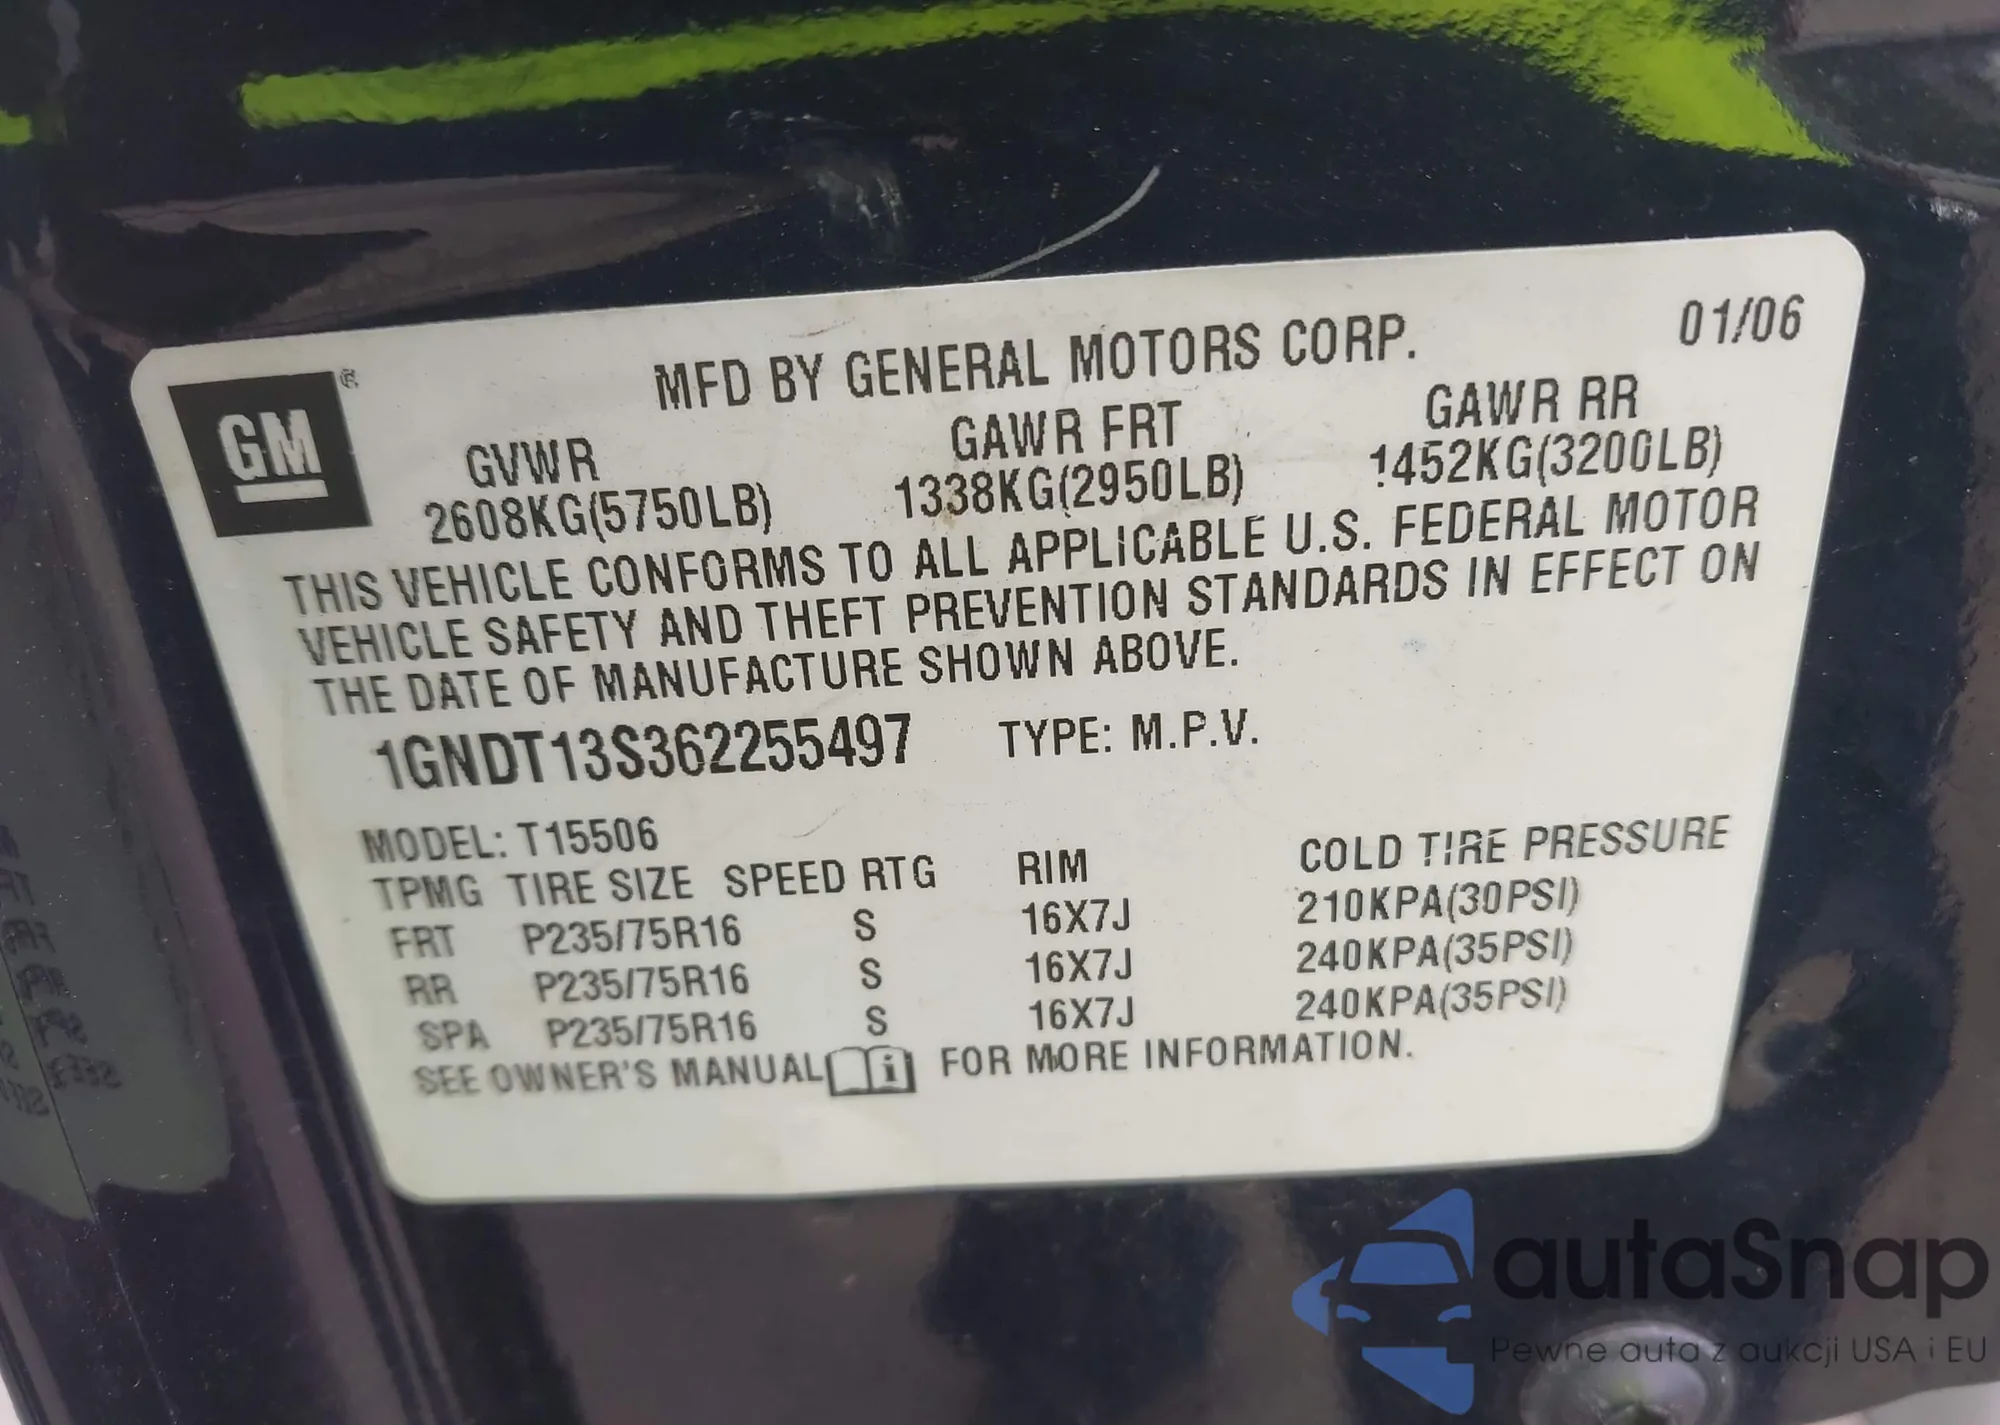 MFD BY GENERAL MOTORS CORP. 01/06
GM ®
GVWR GAWR FRT GAWR RR
2608KG(5750LB) 1338KG(2950LB) 1452KG(3200LB)
THIS VEHICLE CONFORMS TO ALL APPLICABLE U.S. FEDERAL MOTOR
VEHICLE SAFETY AND THEFT PREVENTION STANDARDS IN EFFECT ON
THE DATE OF MANUFACTURE SHOWN ABOVE.
1GNDT13S362255497 TYPE: M.P.V.
MODEL: T15506
TPMG TIRE SIZE SPEED RTG RIM COLD TIRE PRESSURE
FRT P235/75R16 S 16X7J 210KPA(30PSI)
RR P235/75R16 S 16X7J 240KPA(35PSI)
SPA P235/75R16 S 16X7J 240KPA(35PSI)
SEE OWNER'S MANUAL i FOR MORE INFORMATION.
autaSnap
Pewne auta z aukcji USA i EU